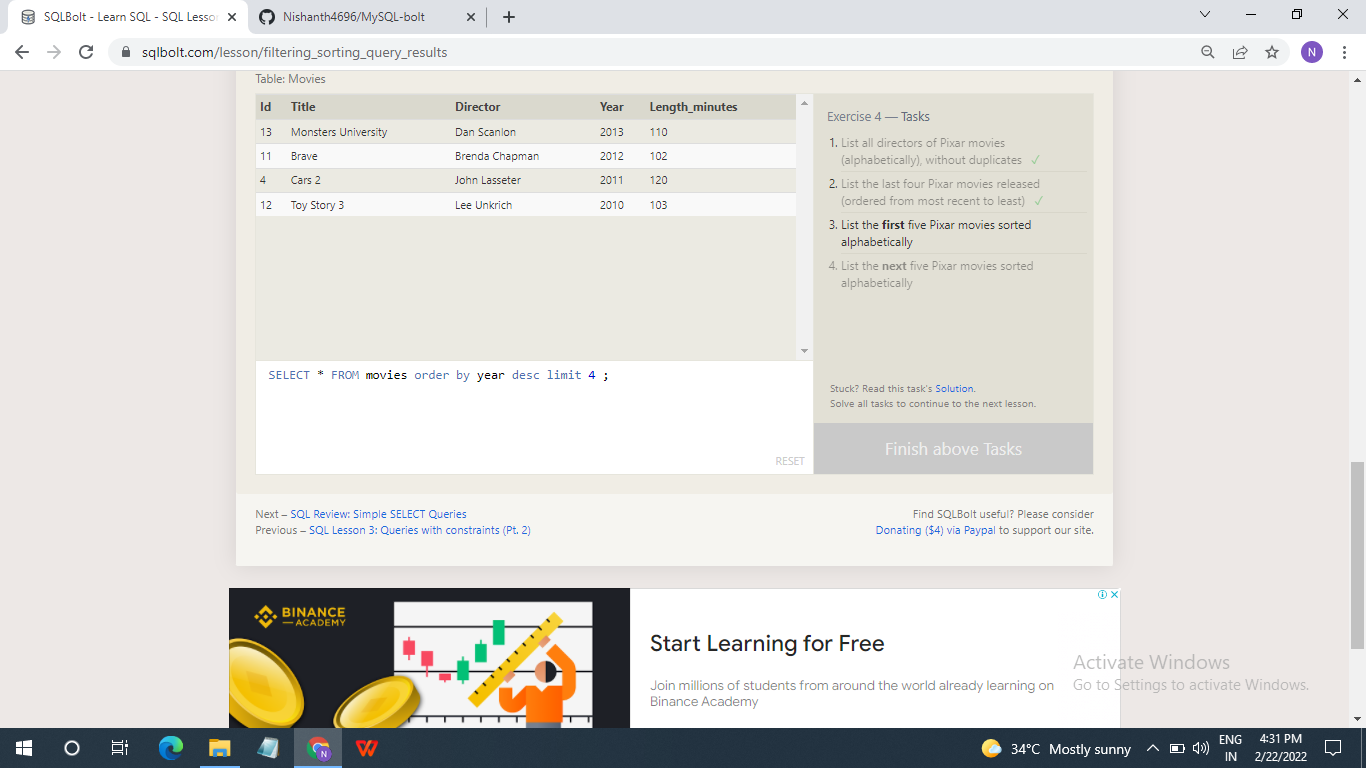 SQLBolt - Learn SQL - SQL Lesso
Nishanth4696/MySQL-bolt
sqlbolt.com/lesson/filtering_sorting_query_results
N
Table: Movies
Id Title Director Year Length_minutes
13 Monsters University Dan Scanlon 2013 110
11 Brave Brenda Chapman 2012 102
4 Cars 2 John Lasseter 2011 120
12 Toy Story 3 Lee Unkrich 2010 103
SELECT * FROM movies order by year desc limit 4 ;
RESET
Exercise 4 — Tasks
1. List all directors of Pixar movies
(alphabetically), without duplicates ✓
2. List the last four Pixar movies released
(ordered from most recent to least) ✓
3. List the first five Pixar movies sorted
alphabetically
4. List the next five Pixar movies sorted
alphabetically
Stuck? Read this task's Solution.
Solve all tasks to continue to the next lesson.
Finish above Tasks
Next – SQL Review: Simple SELECT Queries
Previous – SQL Lesson 3: Queries with constraints (Pt. 2)
Find SQLBolt useful? Please consider
Donating ($4) via Paypal to support our site.
BINANCE
ACADEMY
Start Learning for Free
Join millions of students from around the world already learning on
Binance Academy
Activate Windows
Go to Settings to activate Windows.
N
34°C Mostly sunny
ENG
IN
4:31 PM
2/22/2022